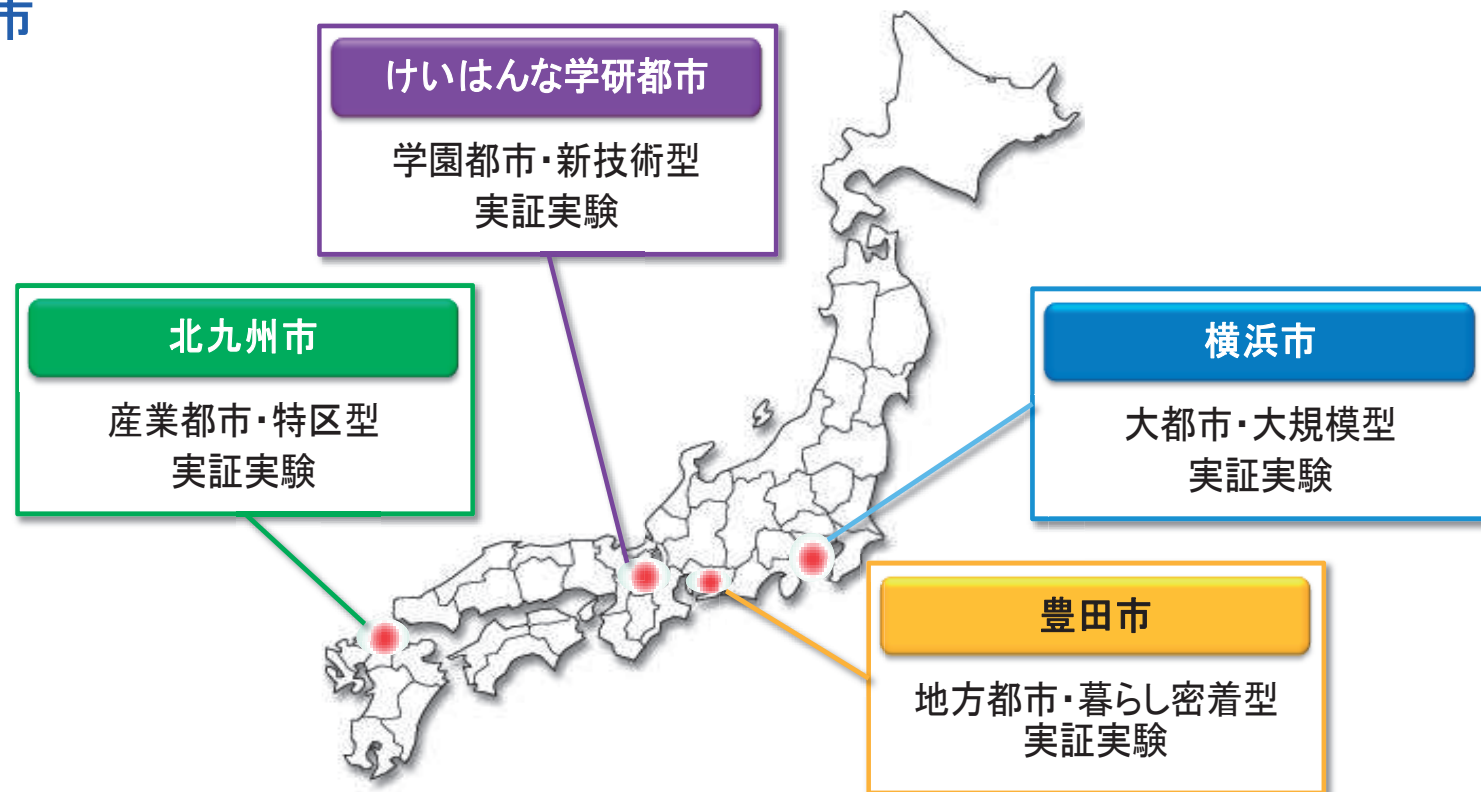 市
けいはんな学研都市
学園都市・新技術型
実証実験
北九州市
産業都市・特区型
実証実験
横浜市
大都市・大規模型
実証実験
豊田市
地方都市・暮らし密着型
実証実験